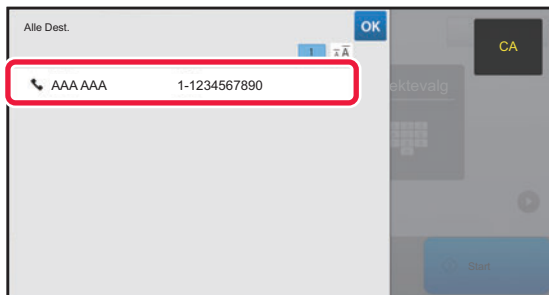 Alle Dest.
OK
CA
1
AAA AAA 1-1234567890
ektevalg
Start